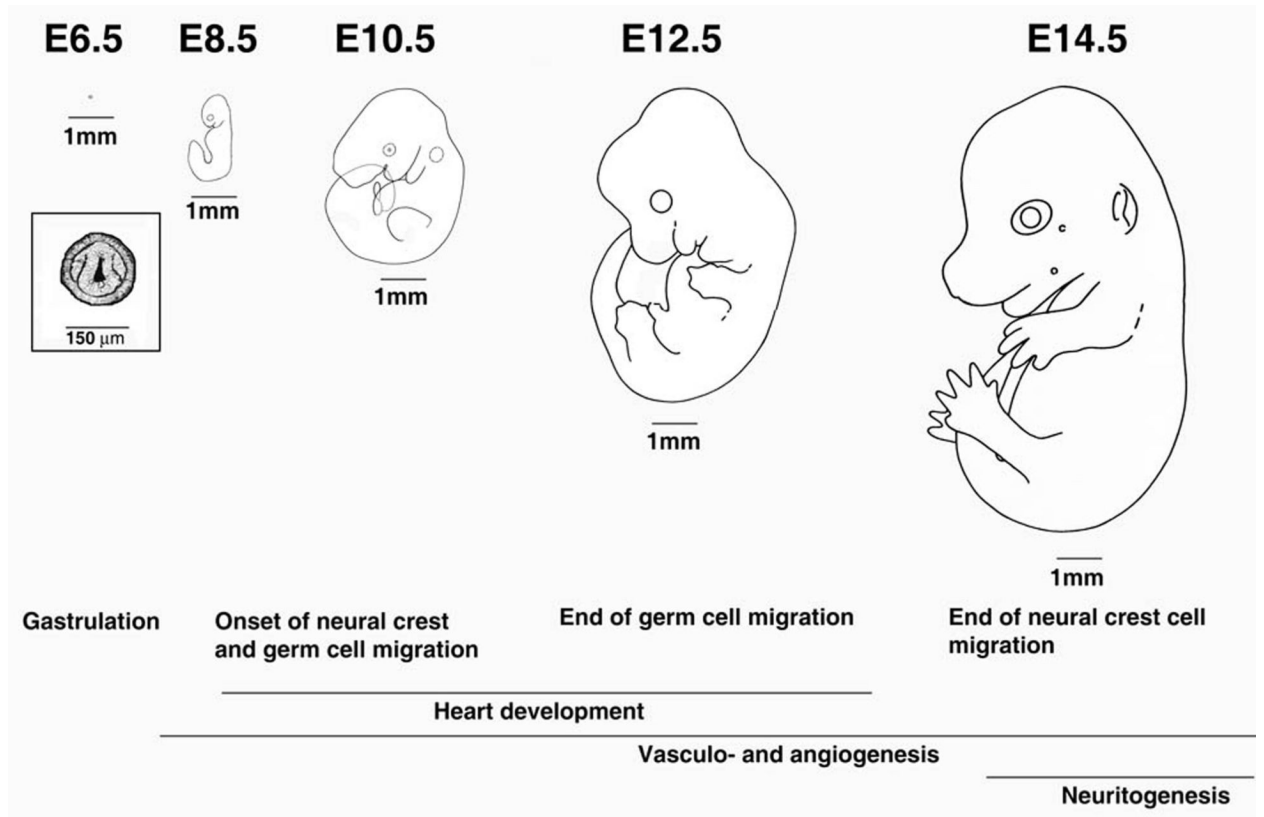 E6.5
E8.5
E10.5
E12.5
E14.5
1mm
1mm
1mm
1mm
1mm
150 μm
Gastrulation
Onset of neural crest
and germ cell migration
End of germ cell migration
End of neural crest cell
migration
Heart development
Vasculo- and angiogenesis
Neuritogenesis